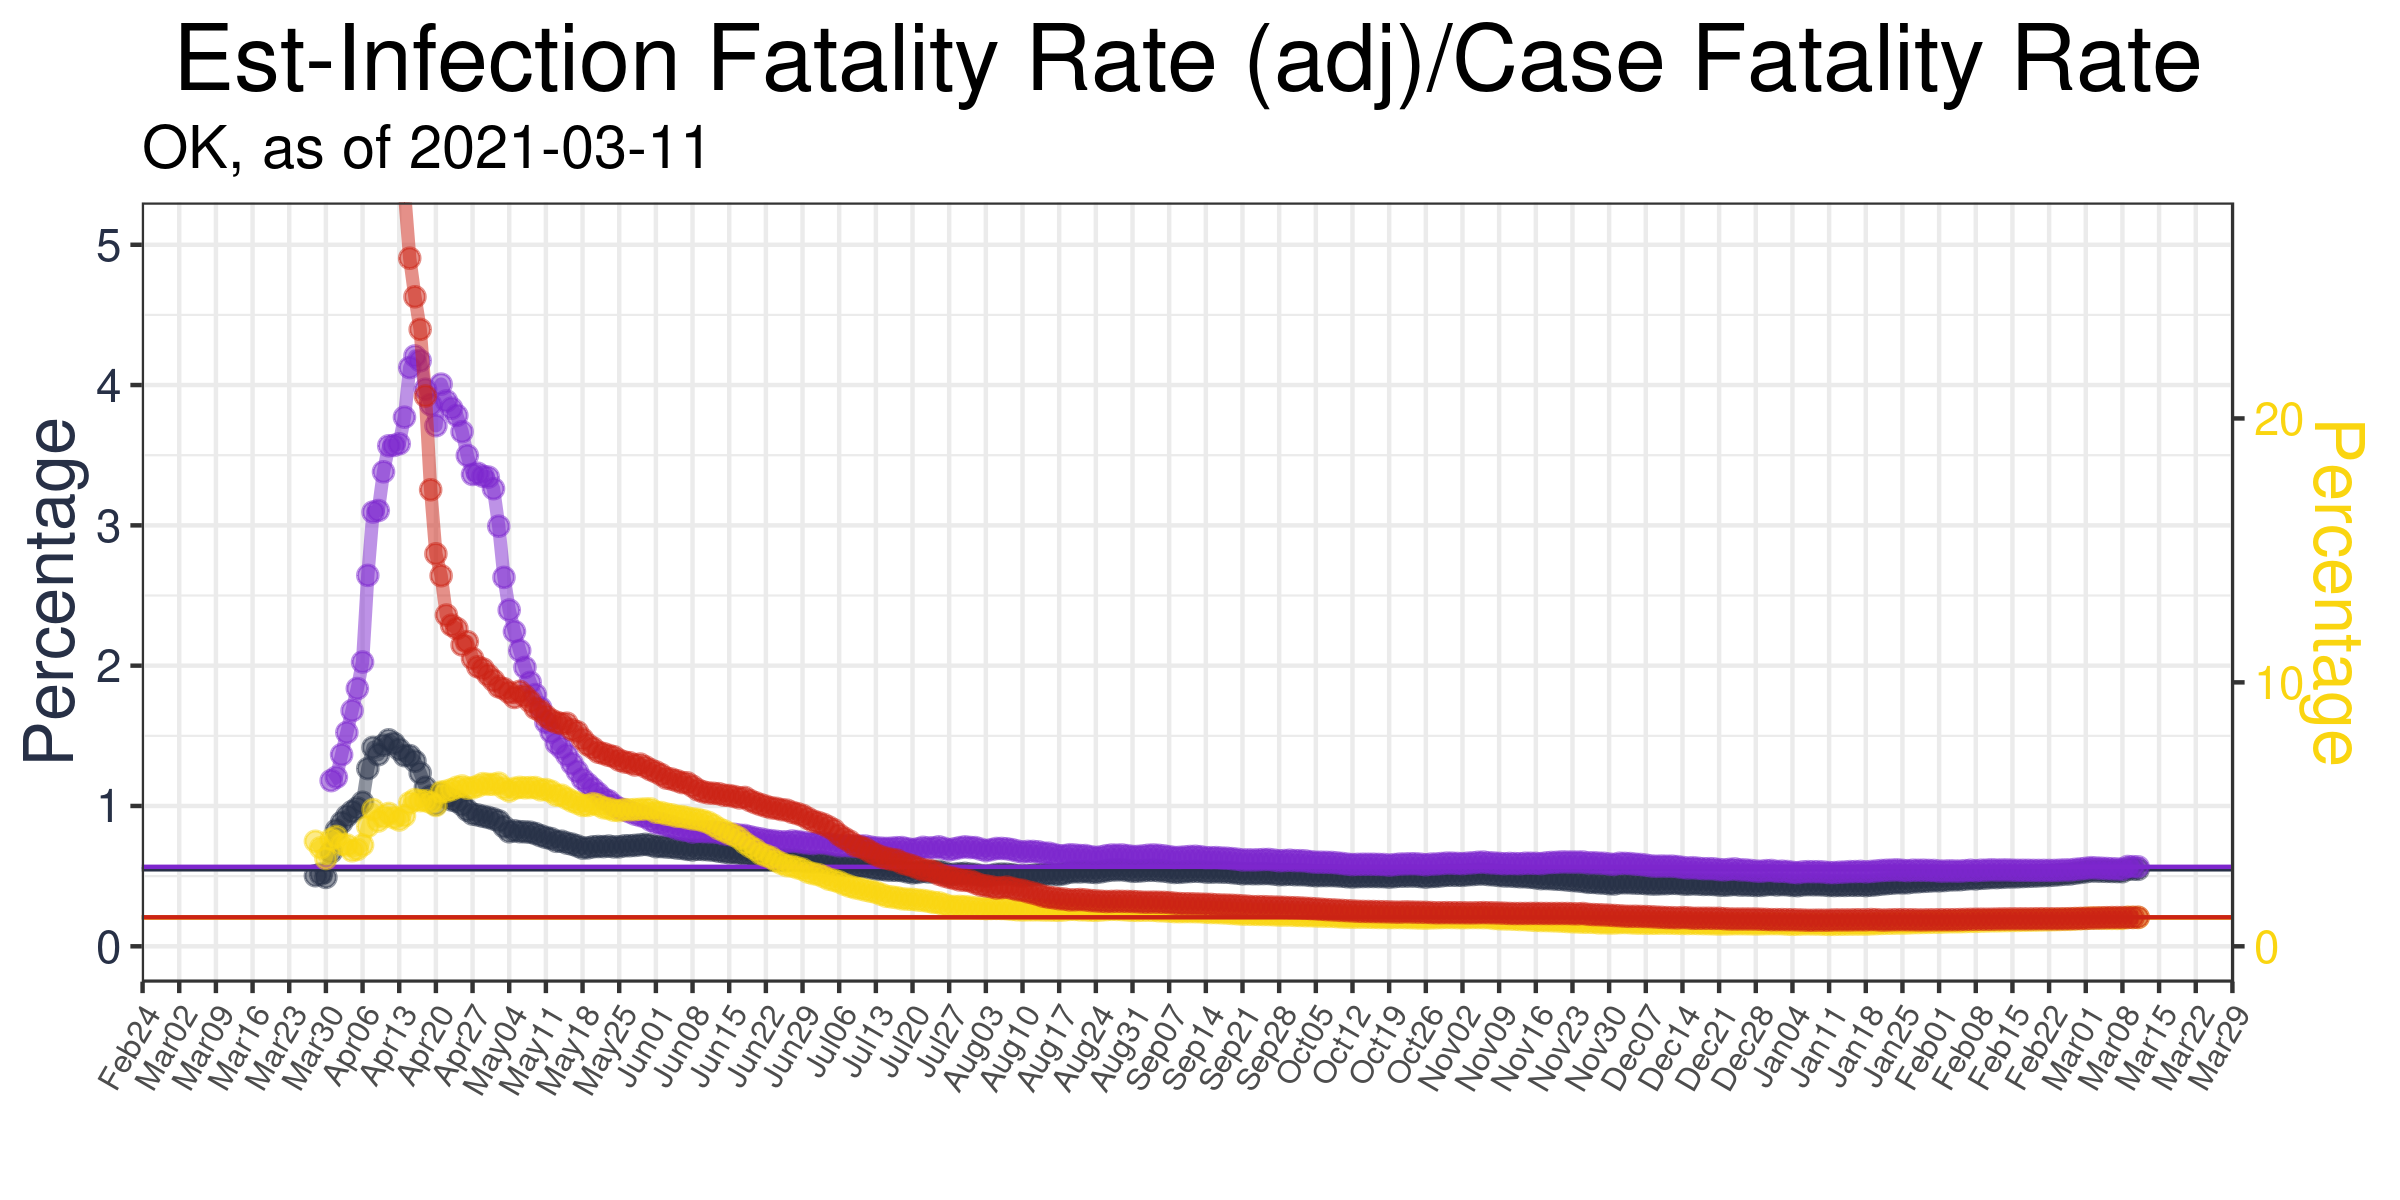 Est-Infection Fatality Rate (adj)/Case Fatality Rate
OK, as of 2021-03-11
Percentage
5
4
3
2
1
0
20
10
0
Percentage
Feb24
Mar02
Mar09
Mar16
Mar23
Mar30
Apr06
Apr13
Apr20
Apr27
May04
May11
May18
May25
Jun01
Jun08
Jun15
Jun22
Jun29
Jul06
Jul13
Jul20
Jul27
Aug03
Aug10
Aug17
Aug24
Aug31
Sep07
Sep14
Sep21
Sep28
Oct05
Oct12
Oct19
Oct26
Nov02
Nov09
Nov16
Nov23
Nov30
Dec07
Dec14
Dec21
Dec28
Jan04
Jan11
Jan18
Jan25
Feb01
Feb08
Feb15
Feb22
Mar01
Mar08
Mar15
Mar22
Mar29